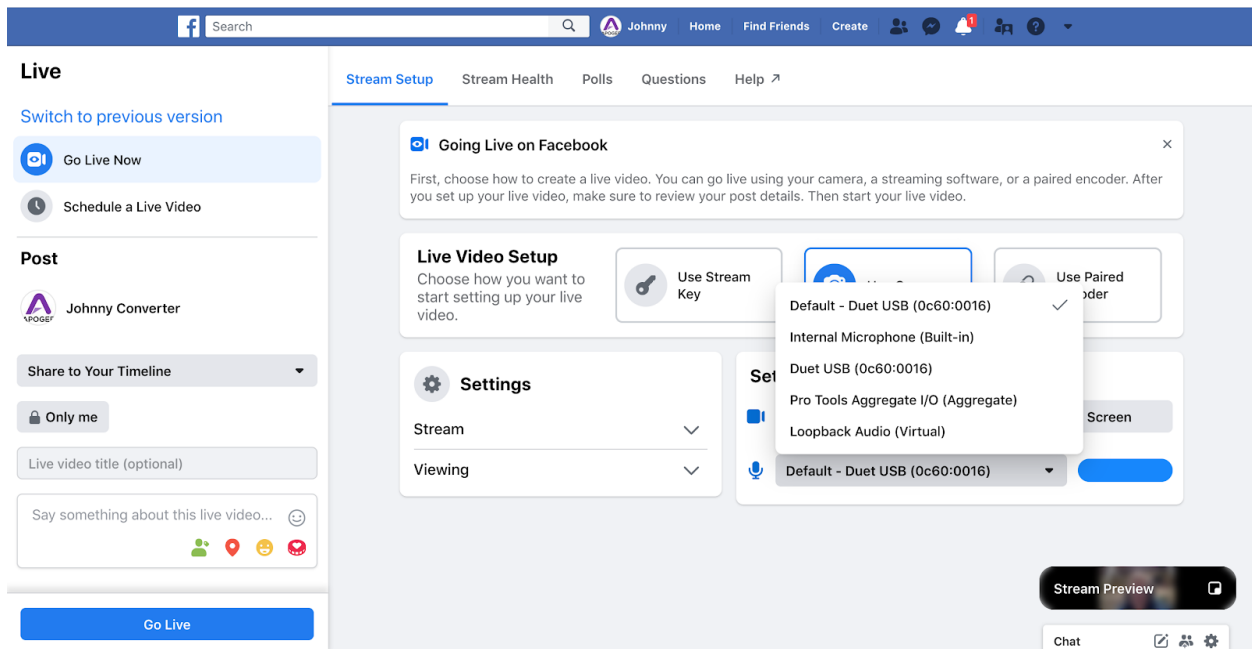 Search
Johnny
Home
Find Friends
Create
1
Live
Switch to previous version
Go Live Now
Schedule a Live Video
Post
APOGEE
Johnny Converter
Share to Your Timeline
Only me
Live video title (optional)
Say something about this live video...
Go Live
Stream Setup
Stream Health
Polls
Questions
Help
Going Live on Facebook
First, choose how to create a live video. You can go live using your camera, a streaming software, or a paired encoder. After
you set up your live video, make sure to review your post details. Then start your live video.
Live Video Setup
Choose how you want to
start setting up your live
video.
Use Stream
Key
Use Paired
oder
Settings
Stream
Viewing
Set
Default - Duet USB (0c60:0016)
Internal Microphone (Built-in)
Duet USB (0c60:0016)
Pro Tools Aggregate I/O (Aggregate)
Loopback Audio (Virtual)
Screen
Default - Duet USB (0c60:0016)
Stream Preview
Chat